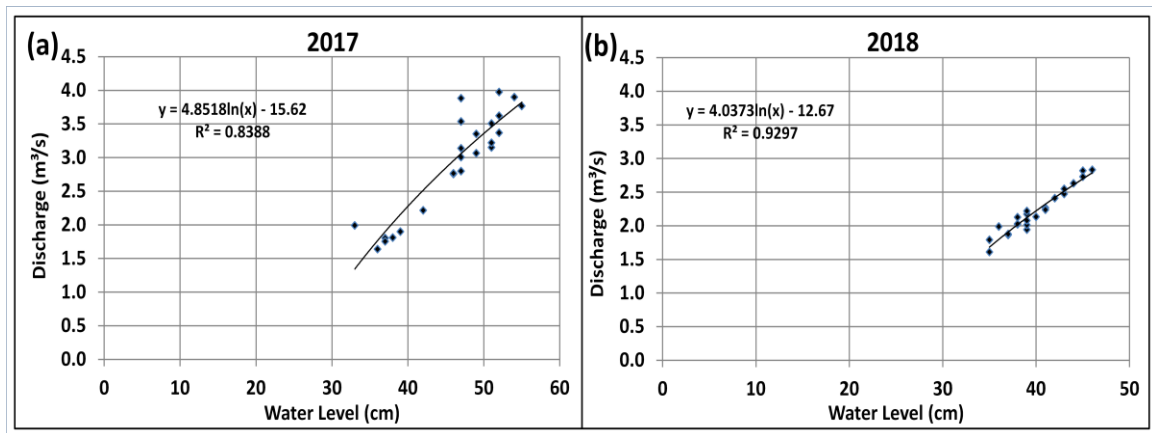 (a)
2017
4.5
4.0
3.5
3.0
2.5
2.0
1.5
1.0
0.5
0.0
Discharge (m³/s)
y = 4.8518ln(x) - 15.62
R² = 0.8388
0 10 20 30 40 50 60
Water Level (cm)
(b)
2018
4.5
4.0
3.5
3.0
2.5
2.0
1.5
1.0
0.5
0.0
Discharge (m³/s)
y = 4.0373ln(x) - 12.67
R² = 0.9297
0 10 20 30 40 50
Water Level (cm)